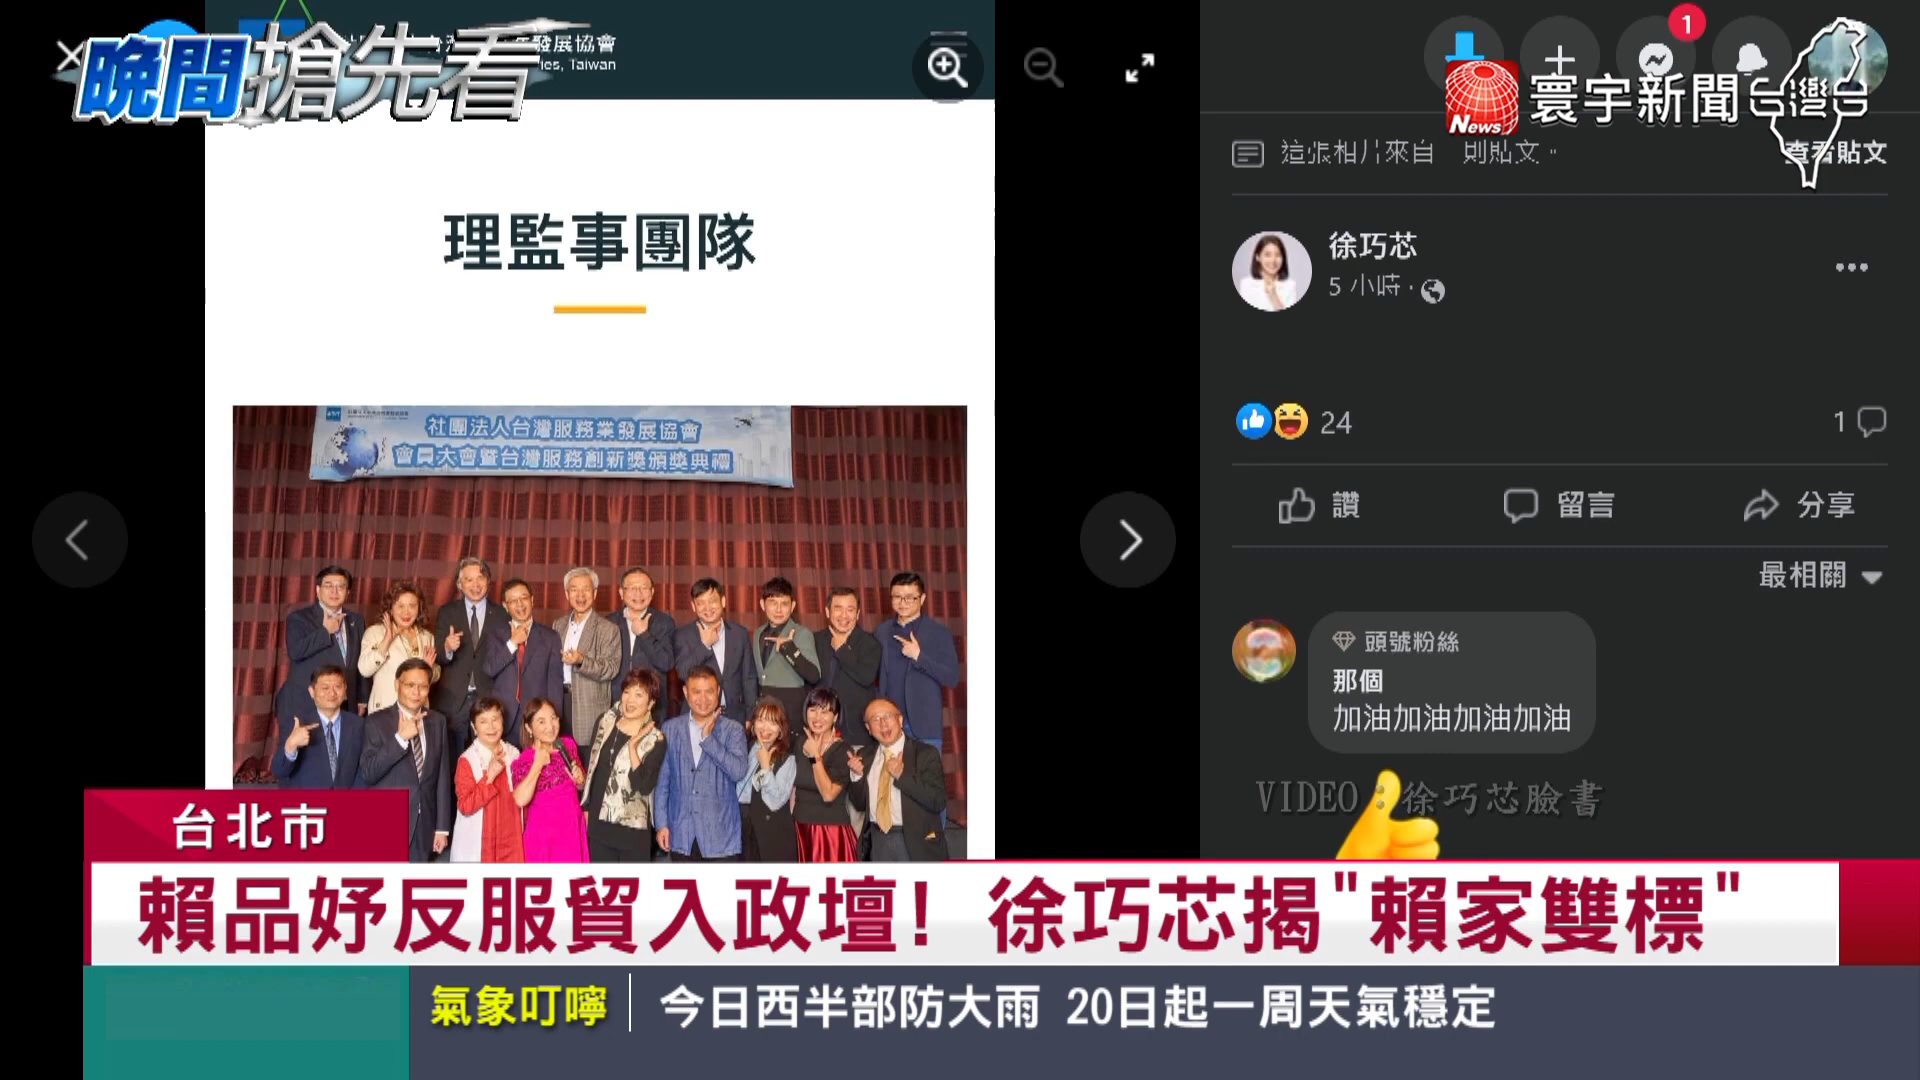 晚間搶先看
發展協會
ies, Taiwan
1
News
寰宇新聞 台灣台
這張相片來自一則貼文。
查看貼文
理監事團隊
徐巧芯
5 小時 ·
24
1
讚
留言
分享
最相關
頭號粉絲
那個
加油加油加油加油
社團法人台灣服務業發展協會
會員大會暨台灣服務創新獎頒獎典禮
VIDEO：徐巧芯臉書
台北市
賴品妤反服貿入政壇! 徐巧芯揭"賴家雙標"
氣象叮嚀
今日西半部防大雨 20日起一周天氣穩定